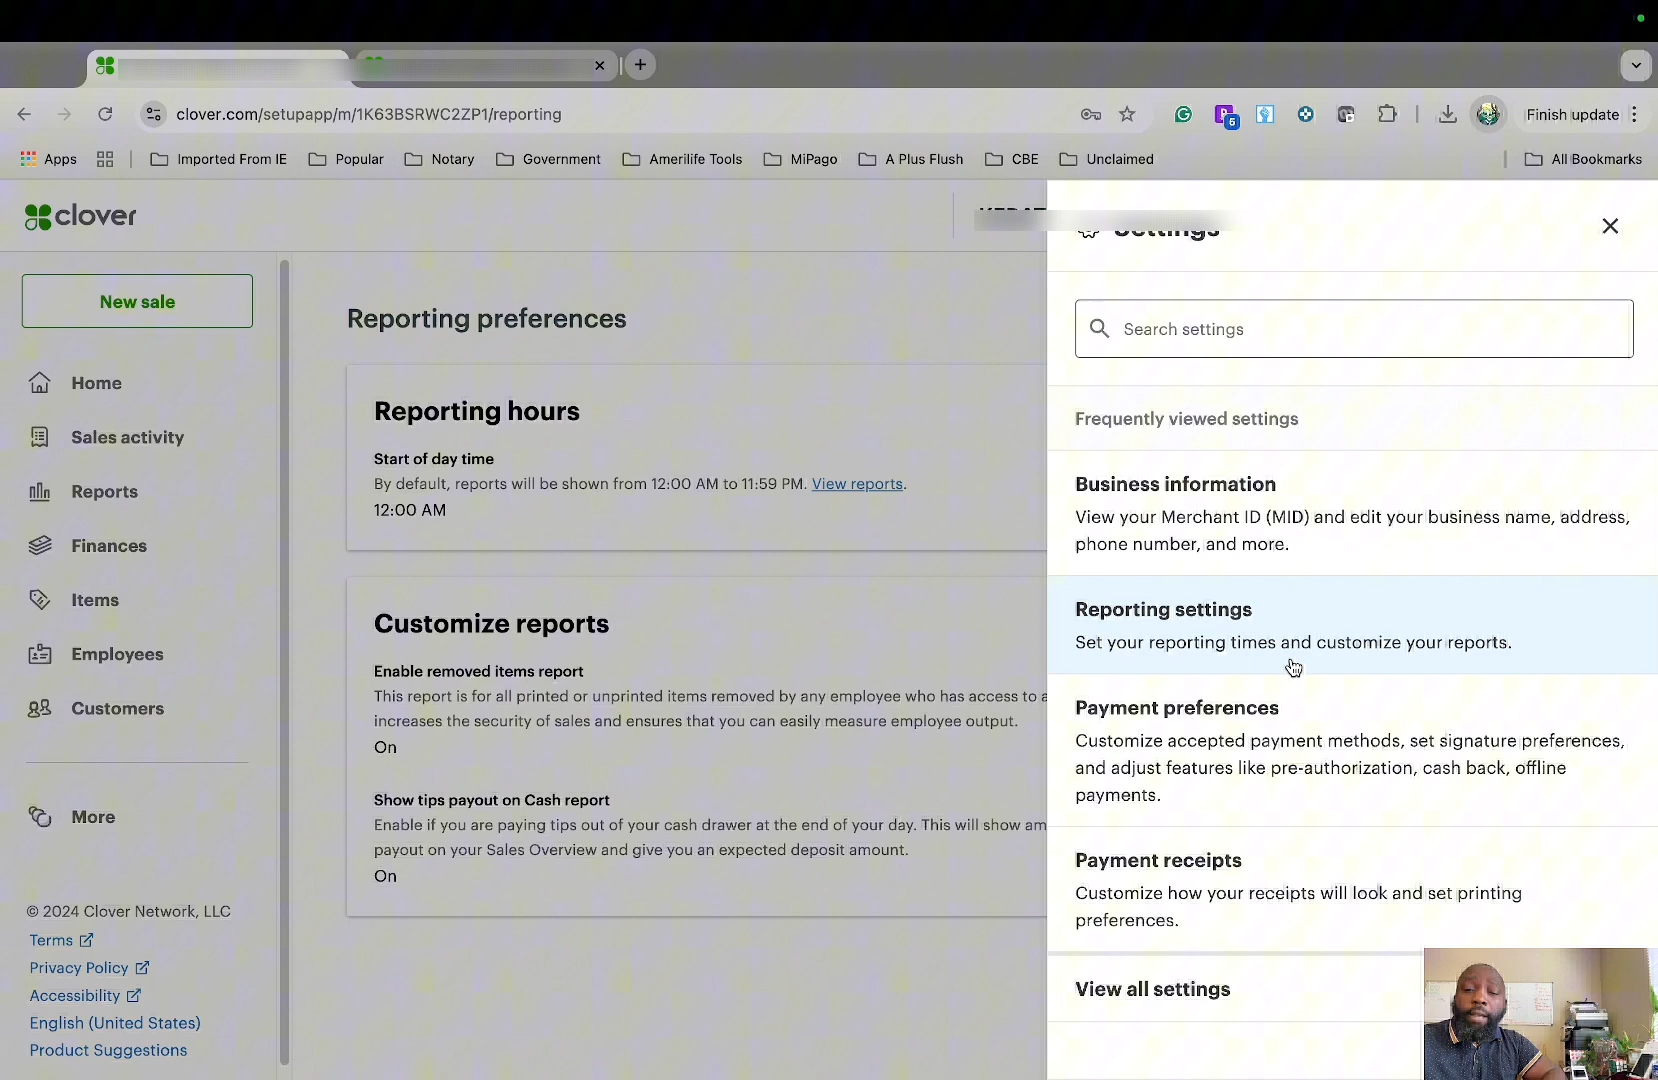 clover.com/setupapp/m/1K63BSRWC2ZP1/reporting
6
Finish update
Apps
Imported From IE
Popular
Notary
Government
Amerilife Tools
MiPago
A Plus Flush
CBE
Unclaimed
All Bookmarks
clover
Settings
New sale
Home
Sales activity
Reports
Finances
Items
Employees
Customers
More
© 2024 Clover Network, LLC
Terms
Privacy Policy
Accessibility
English (United States)
Product Suggestions
Reporting preferences
Reporting hours
Start of day time
By default, reports will be shown from 12:00 AM to 11:59 PM. View reports.
12:00 AM
Customize reports
Enable removed items report
This report is for all printed or unprinted items removed by any employee who has access to a
increases the security of sales and ensures that you can easily measure employee output.
On
Show tips payout on Cash report
Enable if you are paying tips out of your cash drawer at the end of your day. This will show am
payout on your Sales Overview and give you an expected deposit amount.
On
Search settings
Frequently viewed settings
Business information
View your Merchant ID (MID) and edit your business name, address,
phone number, and more.
Reporting settings
Set your reporting times and customize your reports.
Payment preferences
Customize accepted payment methods, set signature preferences,
and adjust features like pre-authorization, cash back, offline
payments.
Payment receipts
Customize how your receipts will look and set printing
preferences.
View all settings